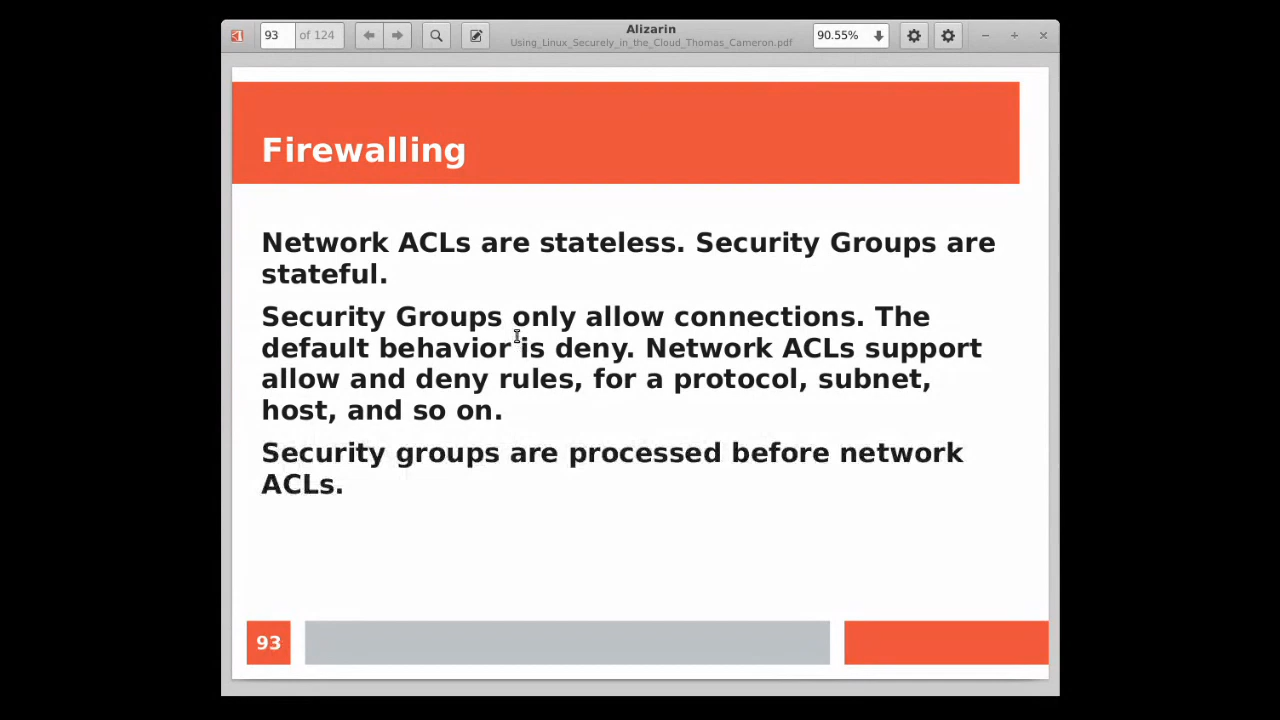 93 of 124
Alizarin
Using_Linux_Securely_in_the_Cloud_Thomas_Cameron.pdf
90.55%
Firewalling
Network ACLs are stateless. Security Groups are
stateful.
Security Groups only allow connections. The
default behavior is deny. Network ACLs support
allow and deny rules, for a protocol, subnet,
host, and so on.
Security groups are processed before network
ACLs.
93